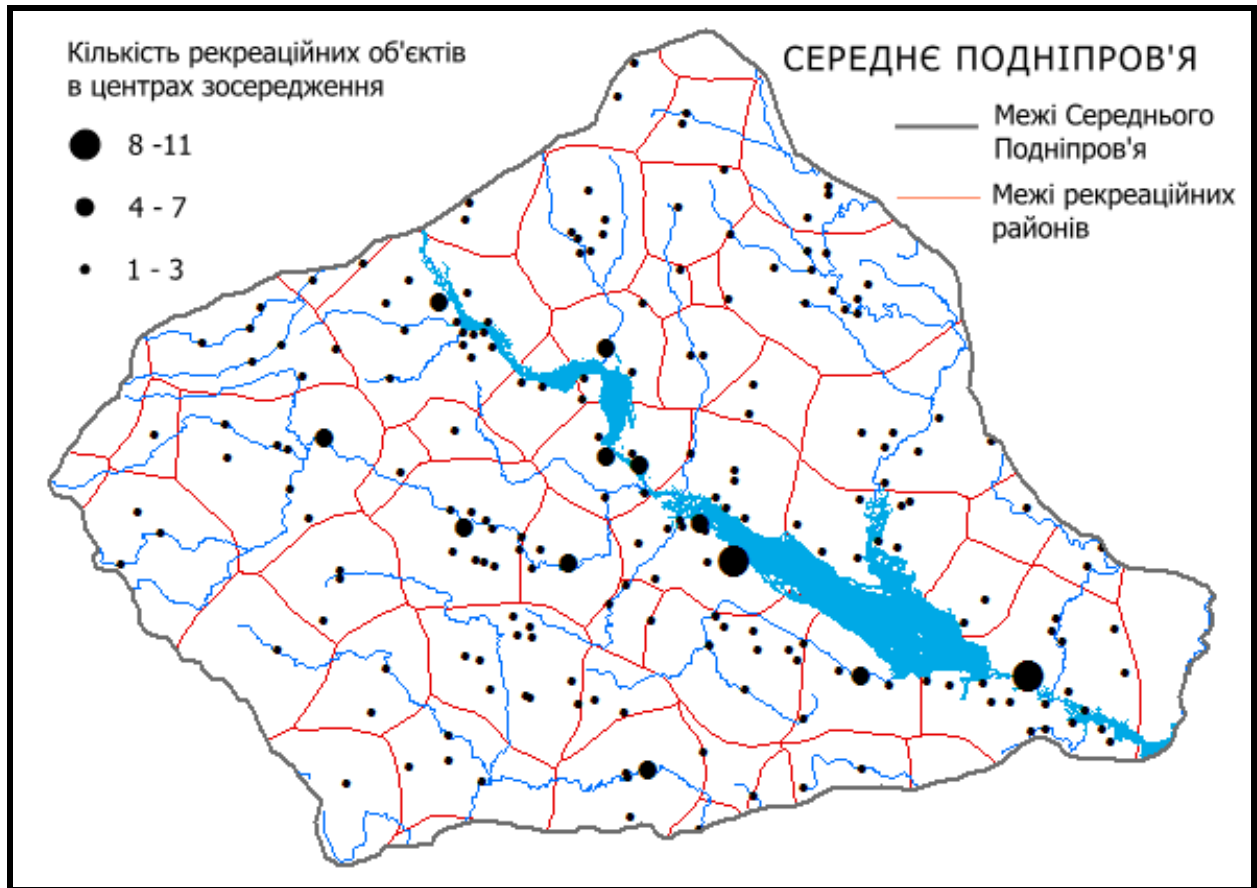 Кількість рекреаційних об'єктів
в центрах зосередження
8 -11
4 - 7
1 - 3
СЕРЕДНЄ ПОДНІПРОВ'Я
Межі Середнього
Подніпров'я
Межі рекреаційних
районів